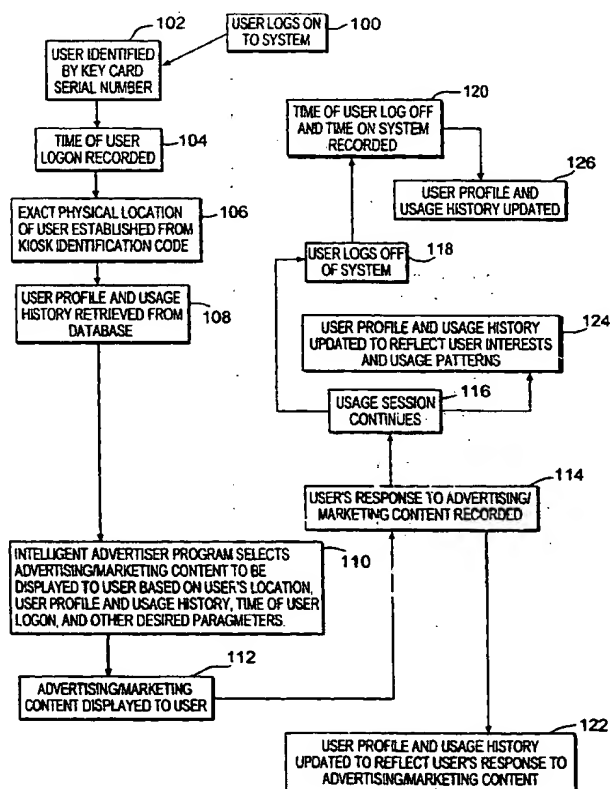 USER LOGS ON
TO SYSTEM
100
102
USER IDENTIFIED
BY KEY CARD
SERIAL NUMBER
TIME OF USER
LOGON RECORDED
104
EXACT PHYSICAL LOCATION
OF USER ESTABLISHED FROM
KIOSK IDENTIFICATION CODE
106
USER PROFILE AND USAGE
HISTORY RETRIEVED FROM
DATABASE
108
INTELLIGENT ADVERTISER PROGRAM SELECTS
ADVERTISING/MARKETING CONTENT TO BE
DISPLAYED TO USER BASED ON USER'S LOCATION,
USER PROFILE AND USAGE HISTORY, TIME OF USER
LOGON, AND OTHER DESIRED PARAGMETERS.
110
112
ADVERTISING/MARKETING
CONTENT DISPLAYED TO USER
USER'S RESPONSE TO ADVERTISING/
MARKETING CONTENT RECORDED
114
USAGE SESSION
CONTINUES
116
USER LOGS OFF
OF SYSTEM
118
120
TIME OF USER LOG OFF
AND TIME ON SYSTEM
RECORDED
126
USER PROFILE AND
USAGE HISTORY UPDATED
124
USER PROFILE AND USAGE HISTORY
UPDATED TO REFLECT USER INTERESTS
AND USAGE PATTERNS
122
USER PROFILE AND USAGE HISTORY
UPDATED TO REFLECT USER'S RESPONSE TO
ADVERTISING/MARKETING CONTENT